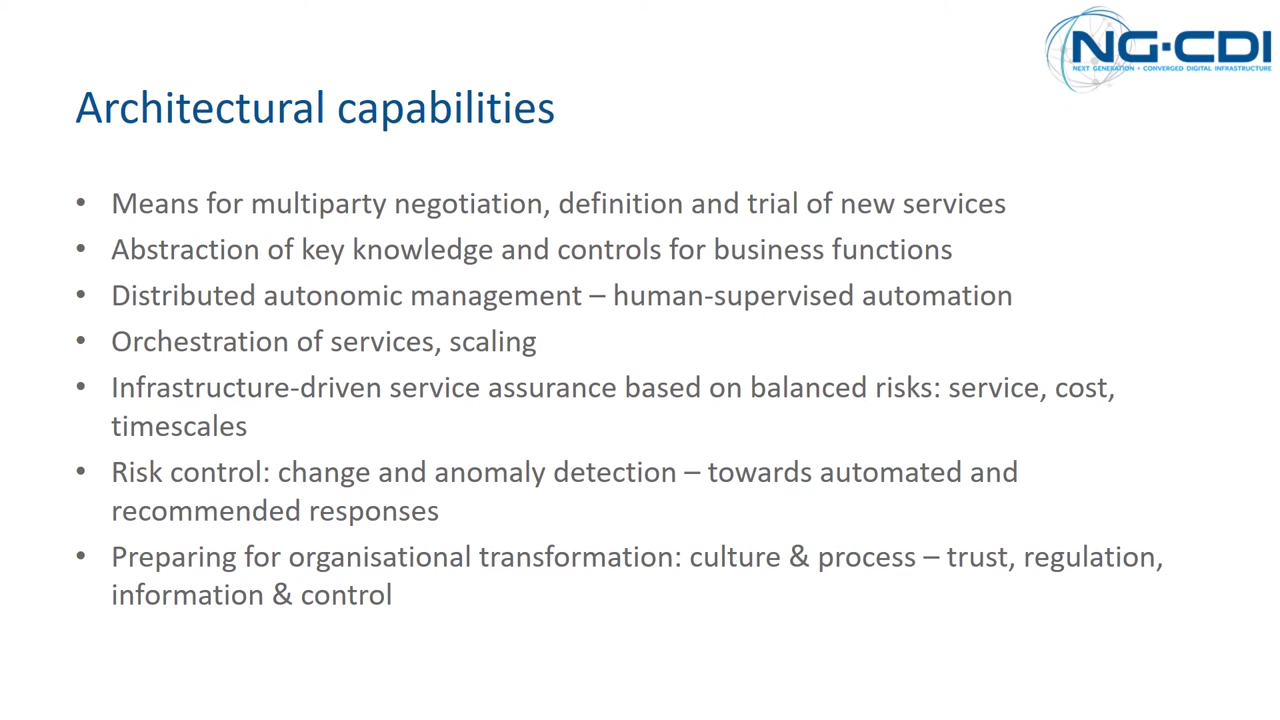 NG·CDI
NEXT GENERATION · CONVERGED DIGITAL INFRASTRUCTURE
Architectural capabilities
• Means for multiparty negotiation, definition and trial of new services
• Abstraction of key knowledge and controls for business functions
• Distributed autonomic management – human-supervised automation
• Orchestration of services, scaling
• Infrastructure-driven service assurance based on balanced risks: service, cost,
timescales
• Risk control: change and anomaly detection – towards automated and
recommended responses
• Preparing for organisational transformation: culture & process – trust, regulation,
information & control